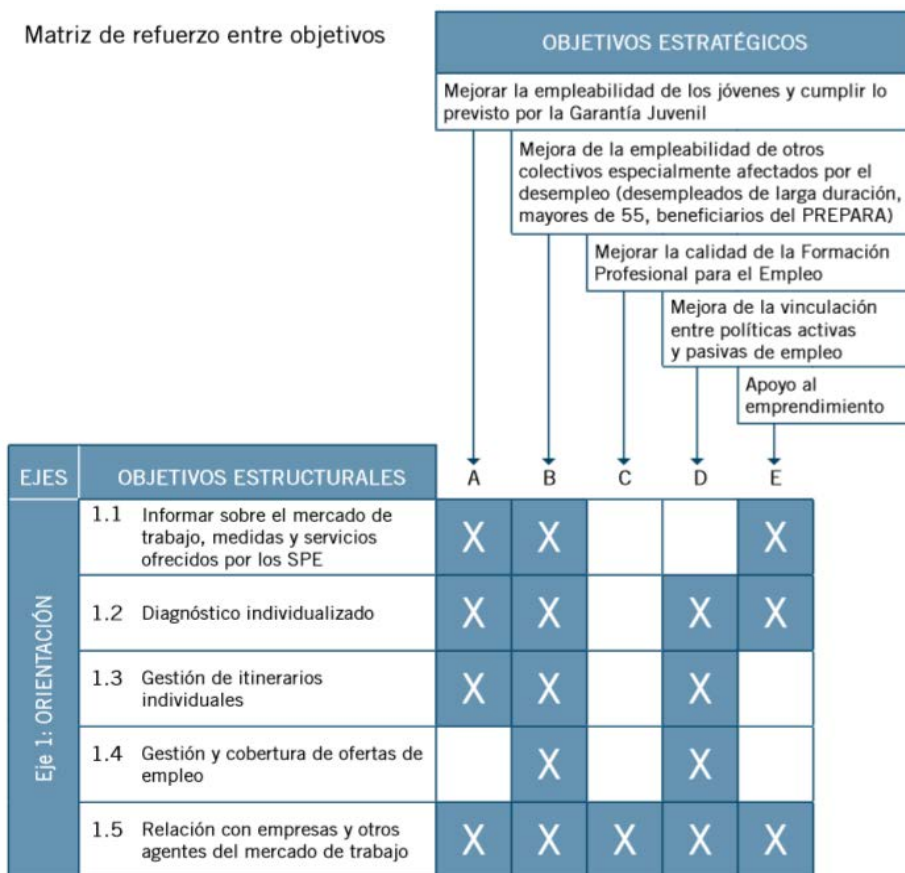 Matriz de refuerzo entre objetivos
OBJETIVOS ESTRATÉGICOS
Mejorar la empleabilidad de los jóvenes y cumplir lo
previsto por la Garantía Juvenil
Mejora de la empleabilidad de otros
colectivos especialmente afectados por el
desempleo (desempleados de larga duración,
mayores de 55, beneficiarios del PREPARA)
Mejorar la calidad de la Formación
Profesional para el Empleo
Mejora de la vinculación
entre políticas activas
y pasivas de empleo
Apoyo al
emprendimiento
EJES OBJETIVOS ESTRUCTURALES A B C D E
Eje 1: ORIENTACIÓN
1.1 Informar sobre el mercado de
trabajo, medidas y servicios
ofrecidos por los SPE
X X X
1.2 Diagnóstico individualizado X X X X
1.3 Gestión de itinerarios
individuales
X X X
1.4 Gestión y cobertura de ofertas de
empleo
X X
1.5 Relación con empresas y otros
agentes del mercado de trabajo
X X X X X